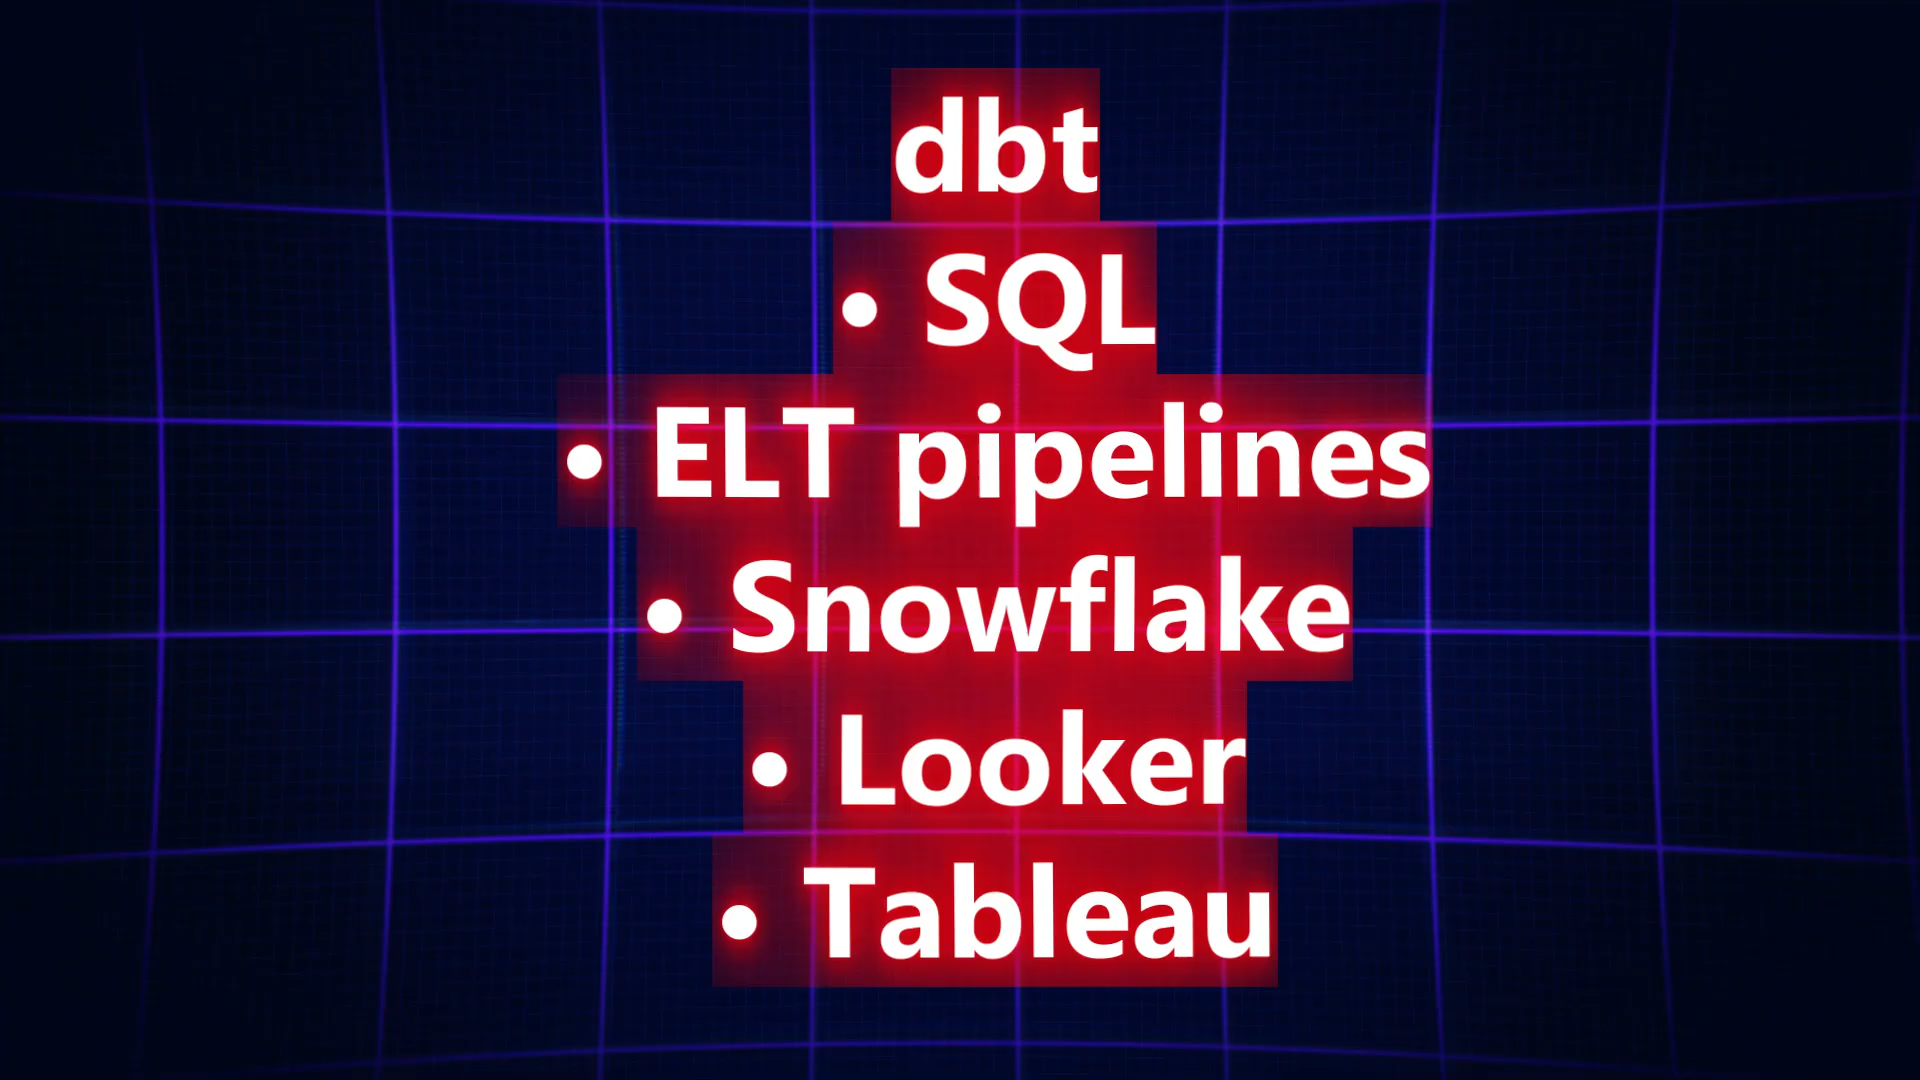 dbt
• SQL
• ELT pipelines
• Snowflake
• Looker
• Tableau